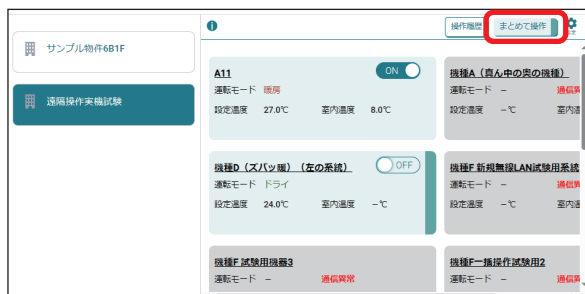 操作履歴 まとめて操作
サンプル物件6B1F
遠隔操作実機試験
A11 ON
運転モード 暖房
設定温度 27.0℃ 室内温度 8.0℃
機種A（真ん中の奥の機種）
運転モード － 通信異
設定温度 －℃ 室内
機種D（ズバッ暖）（左の系統） OFF
運転モード ドライ
設定温度 24.0℃ 室内温度 －℃
機種F 新規無線LAN試験用系統
運転モード － 通信異
設定温度 －℃ 室内
機種F 試験用機器3
運転モード － 通信異常
機種F一括操作試験用2
運転モード － 通信異